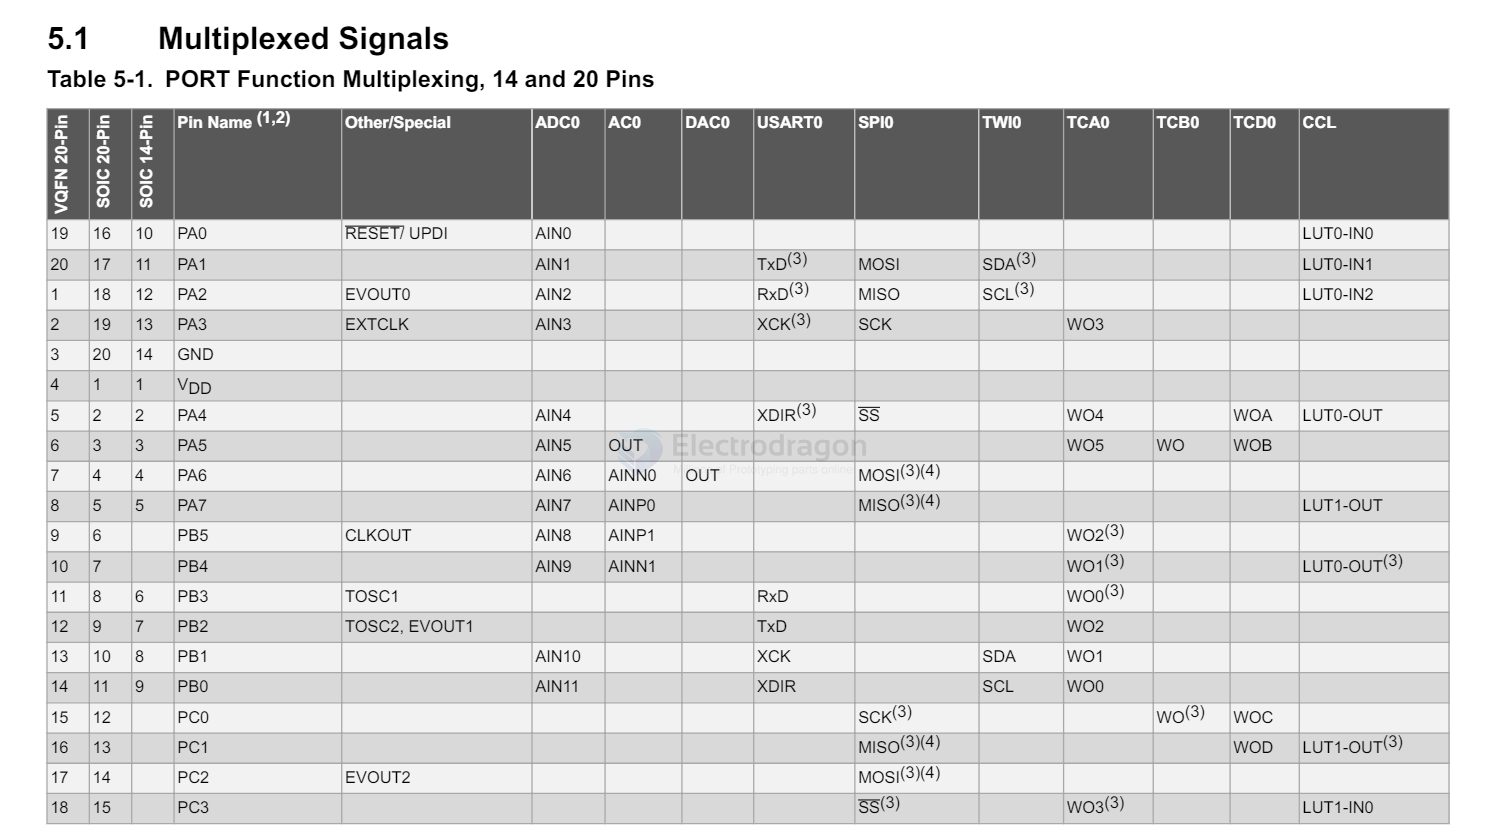 5.1 Multiplexed Signals
Table 5-1. PORT Function Multiplexing, 14 and 20 Pins
VQFN 20-Pin SOIC 20-Pin SOIC 14-Pin Pin Name (1,2) Other/Special ADC0 AC0 DAC0 USART0 SPI0 TWI0 TCA0 TCB0 TCD0 CCL
19 16 10 PA0 RESET/ UPDI AIN0 LUT0-IN0
20 17 11 PA1 AIN1 TxD(3) MOSI SDA(3) LUT0-IN1
1 18 12 PA2 EVOUT0 AIN2 RxD(3) MISO SCL(3) LUT0-IN2
2 19 13 PA3 EXTCLK AIN3 XCK(3) SCK WO3
3 20 14 GND
4 1 1 VDD
5 2 2 PA4 AIN4 XDIR(3) SS WO4 WOA LUT0-OUT
6 3 3 PA5 AIN5 OUT WO5 WO WOB
Electrodragon
7 4 4 PA6 AIN6 AINN0 OUT MOSI(3)(4)
Prototyping parts online
8 5 5 PA7 AIN7 AINP0 MISO(3)(4) LUT1-OUT
9 6 PB5 CLKOUT AIN8 AINP1 WO2(3)
10 7 PB4 AIN9 AINN1 WO1(3) LUT0-OUT(3)
11 8 6 PB3 TOSC1 RxD WO0(3)
12 9 7 PB2 TOSC2, EVOUT1 TxD WO2
13 10 8 PB1 AIN10 XCK SDA WO1
14 11 9 PB0 AIN11 XDIR SCL WO0
15 12 PC0 SCK(3) WO(3) WOC
16 13 PC1 MISO(3)(4) WOD LUT1-OUT(3)
17 14 PC2 EVOUT2 MOSI(3)(4)
18 15 PC3 SS(3) WO3(3) LUT1-IN0